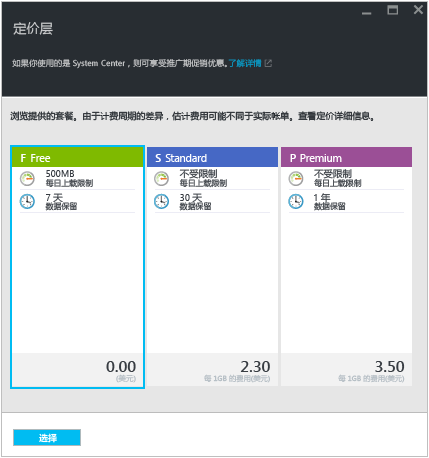 定价层
如果你使用的是 System Center，则可享受推广期促销优惠。了解详情
浏览提供的套餐。由于计费周期的差异，估计费用可能不同于实际帐单。查看定价详细信息。
F Free
500MB
每日上载限制
7 天
数据保留
0.00
(美元)
S Standard
不受限制
每日上载限制
30 天
数据保留
2.30
每 1GB 的费用(美元)
P Premium
不受限制
每日上载限制
1 年
数据保留
3.50
每 1GB 的费用(美元)
选择